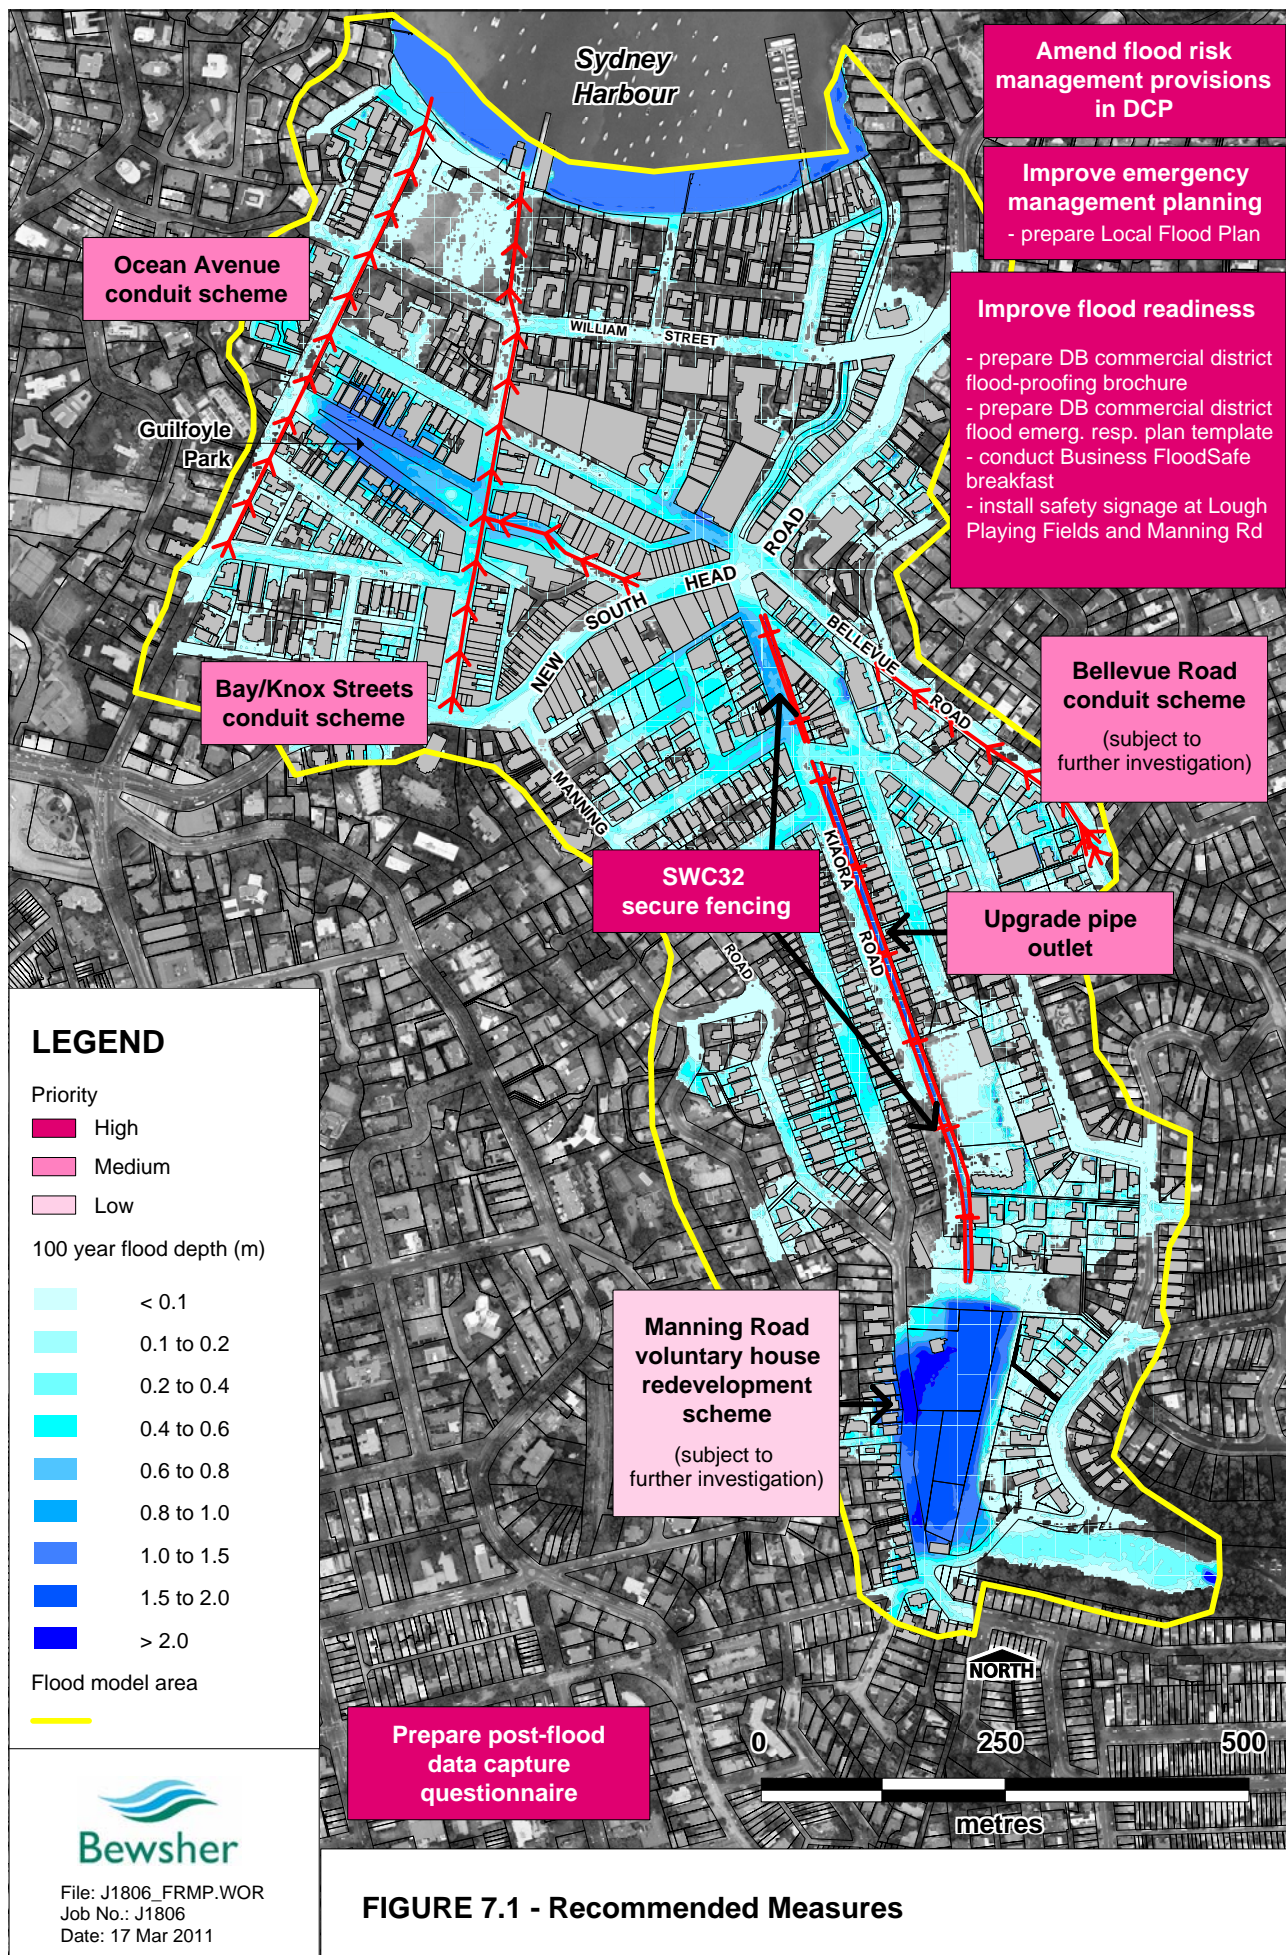 Sydney
Harbour
Amend flood risk
management provisions
in DCP
Improve emergency
management planning
- prepare Local Flood Plan
Improve flood readiness
- prepare DB commercial district
flood-proofing brochure
- prepare DB commercial district
flood emerg. resp. plan template
- conduct Business FloodSafe
breakfast
- install safety signage at Lough
Playing Fields and Manning Rd
Ocean Avenue
conduit scheme
WILLIAM STREET
Guilfoyle
Park
NEW SOUTH HEAD ROAD
BELLEVUE ROAD
Bay/Knox Streets
conduit scheme
Bellevue Road
conduit scheme
(subject to
further investigation)
MANNING
ROAD
KIAORA ROAD
SWC32
secure fencing
Upgrade pipe
outlet
Manning Road
voluntary house
redevelopment
scheme
(subject to
further investigation)
LEGEND
Priority
High
Medium
Low
100 year flood depth (m)
< 0.1
0.1 to 0.2
0.2 to 0.4
0.4 to 0.6
0.6 to 0.8
0.8 to 1.0
1.0 to 1.5
1.5 to 2.0
> 2.0
Flood model area
NORTH
0 250 500
metres
Prepare post-flood
data capture
questionnaire
Bewsher
File: J1806_FRMP.WOR
Job No.: J1806
Date: 17 Mar 2011
FIGURE 7.1 - Recommended Measures